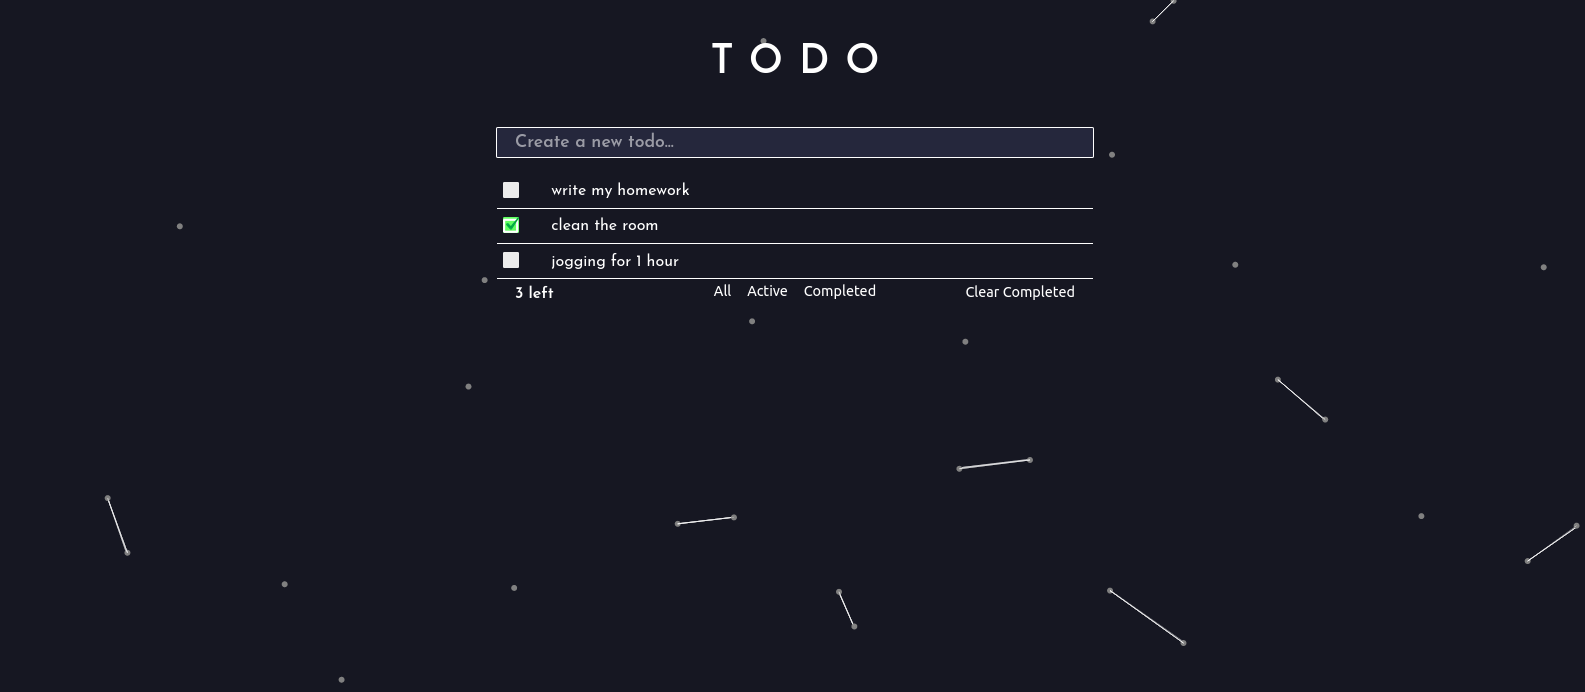 TODO
Create a new todo...
write my homework
clean the room
jogging for 1 hour
3 left All Active Completed Clear Completed